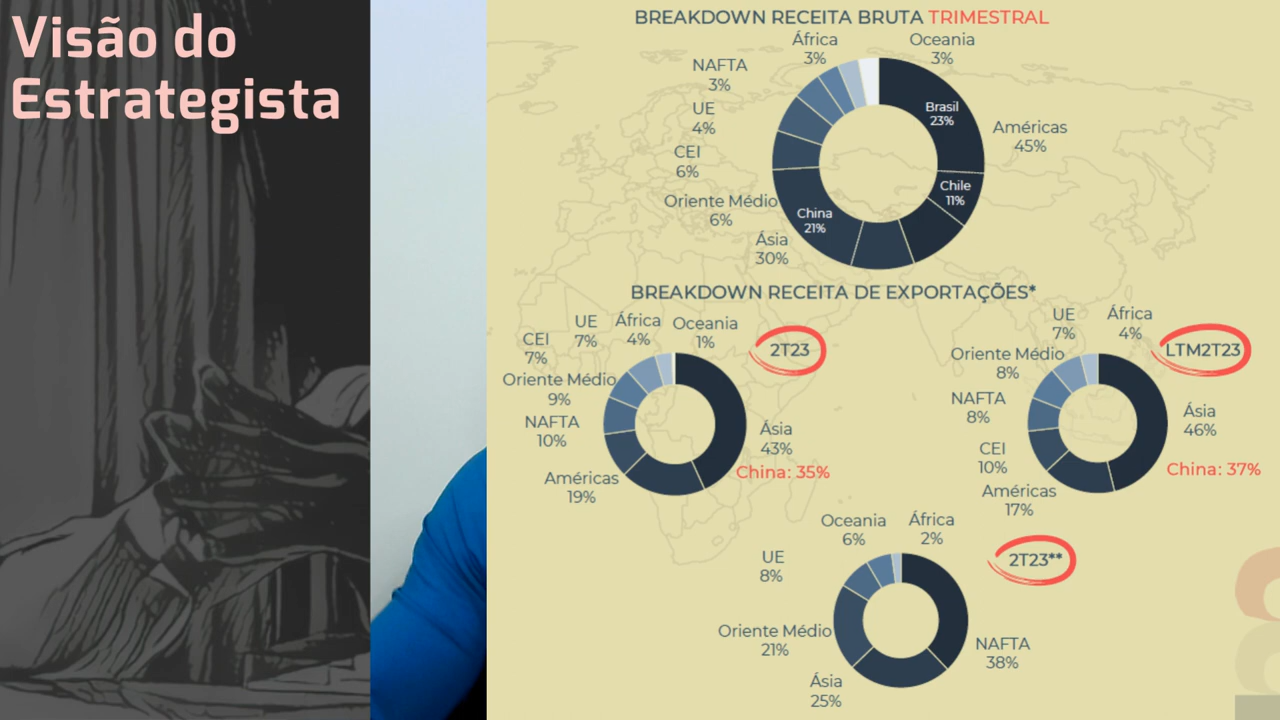 Visão do
Estrategista
BREAKDOWN RECEITA BRUTA TRIMESTRAL
África
3%
Oceania
3%
NAFTA
3%
UE
4%
CEI
6%
Oriente Médio
6%
Ásia
30%
China
21%
Brasil
23%
Chile
11%
Américas
45%
BREAKDOWN RECEITA DE EXPORTAÇÕES*
CEI
7%
UE
7%
África
4%
Oceania
1%
2T23
Oriente Médio
9%
NAFTA
10%
Américas
19%
Ásia
43%
China: 35%
UE
7%
África
4%
LTM2T23
Oriente Médio
8%
NAFTA
8%
CEI
10%
Américas
17%
Ásia
46%
China: 37%
Oceania
6%
África
2%
2T23**
UE
8%
Oriente Médio
21%
Ásia
25%
NAFTA
38%